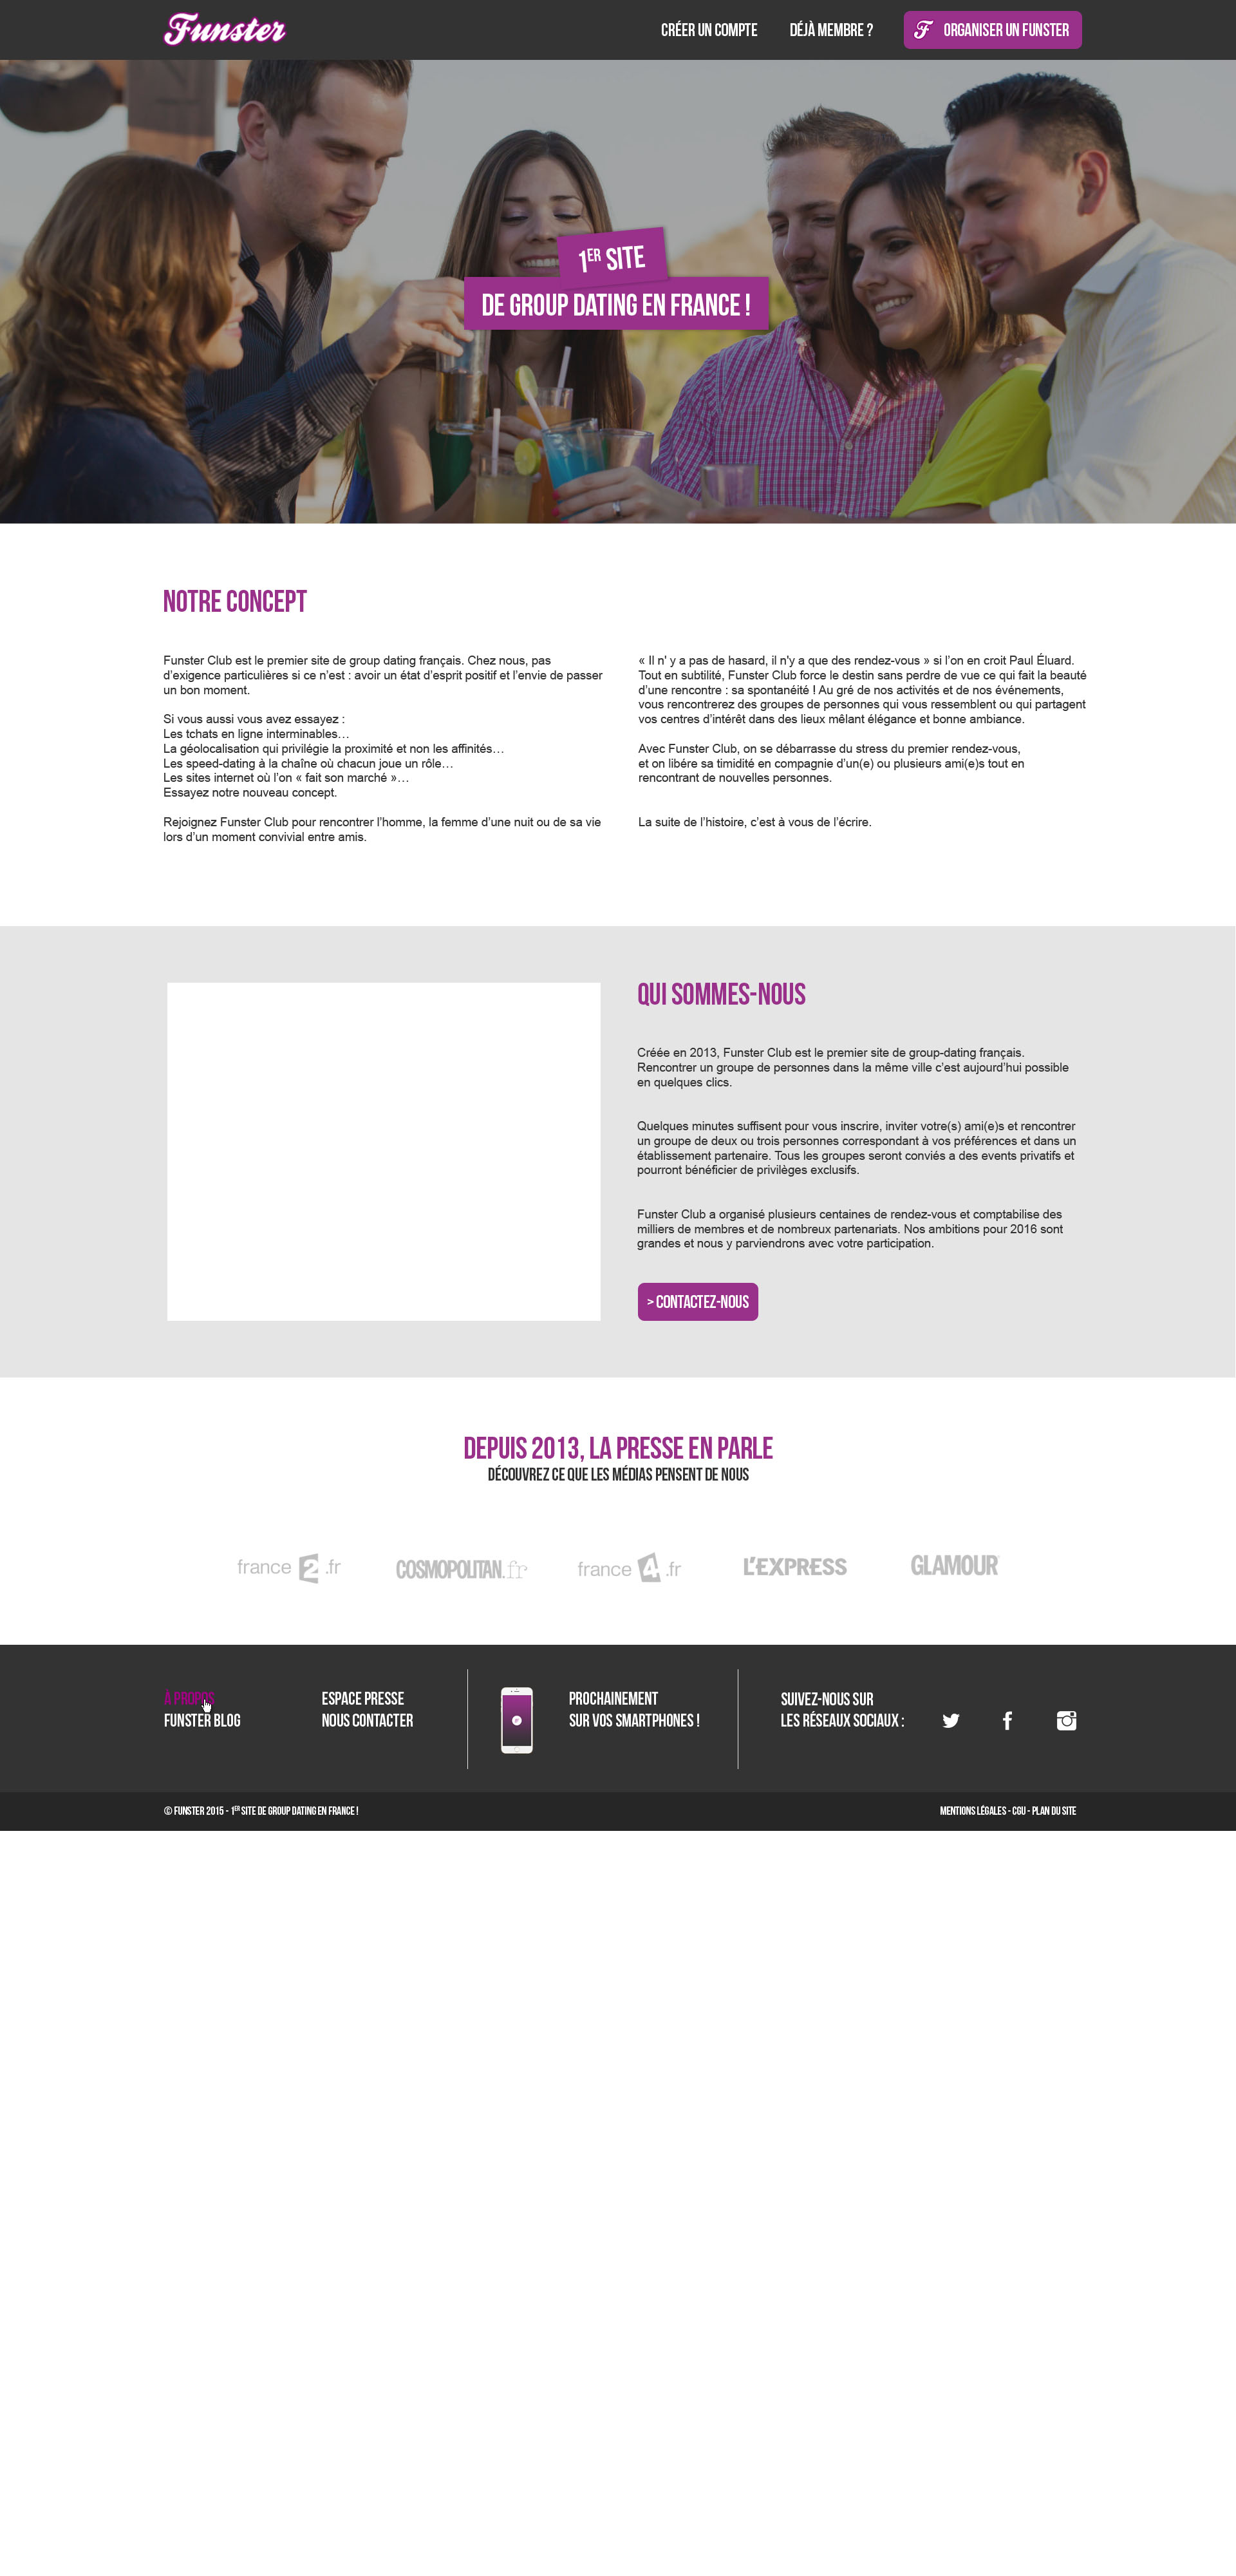 Funster
CRÉER UN COMPTE
DÉJÀ MEMBRE ?
F ORGANISER UN FUNSTER
1ER SITE
DE GROUP DATING EN FRANCE !
NOTRE CONCEPT
Funster Club est le premier site de group dating français. Chez nous, pas
d’exigence particulières si ce n’est : avoir un état d’esprit positif et l’envie de passer
un bon moment.
Si vous aussi vous avez essayez :
Les tchats en ligne interminables…
La géolocalisation qui privilégie la proximité et non les affinités…
Les speed-dating à la chaîne où chacun joue un rôle…
Les sites internet où l’on « fait son marché »…
Essayez notre nouveau concept.
Rejoignez Funster Club pour rencontrer l’homme, la femme d’une nuit ou de sa vie
lors d’un moment convivial entre amis.
« Il n' y a pas de hasard, il n'y a que des rendez-vous » si l’on en croit Paul Éluard.
Tout en subtilité, Funster Club force le destin sans perdre de vue ce qui fait la beauté
d’une rencontre : sa spontanéité ! Au gré de nos activités et de nos événements,
vous rencontrerez des groupes de personnes qui vous ressemblent ou qui partagent
vos centres d’intérêt dans des lieux mêlant élégance et bonne ambiance.
Avec Funster Club, on se débarrasse du stress du premier rendez-vous,
et on libére sa timidité en compagnie d’un(e) ou plusieurs ami(e)s tout en
rencontrant de nouvelles personnes.
La suite de l’histoire, c’est à vous de l’écrire.
QUI SOMMES-NOUS
Créée en 2013, Funster Club est le premier site de group-dating français.
Rencontrer un groupe de personnes dans la même ville c’est aujourd’hui possible
en quelques clics.
Quelques minutes suffisent pour vous inscrire, inviter votre(s) ami(e)s et rencontrer
un groupe de deux ou trois personnes correspondant à vos préférences et dans un
établissement partenaire. Tous les groupes seront conviés a des events privatifs et
pourront bénéficier de privilèges exclusifs.
Funster Club a organisé plusieurs centaines de rendez-vous et comptabilise des
milliers de membres et de nombreux partenariats. Nos ambitions pour 2016 sont
grandes et nous y parviendrons avec votre participation.
> CONTACTEZ-NOUS
DEPUIS 2013, LA PRESSE EN PARLE
DÉCOUVREZ CE QUE LES MÉDIAS PENSENT DE NOUS
france 2 .fr
COSMOPOLITAN.fr
france 4 .fr
L'EXPRESS
GLAMOUR
À PROPOS
FUNSTER BLOG
ESPACE PRESSE
NOUS CONTACTER
PROCHAINEMENT
SUR VOS SMARTPHONES !
SUIVEZ-NOUS SUR
LES RÉSEAUX SOCIAUX :
© FUNSTER 2015 - 1ER SITE DE GROUP DATING EN FRANCE !
MENTIONS LÉGALES - CGU - PLAN DU SITE